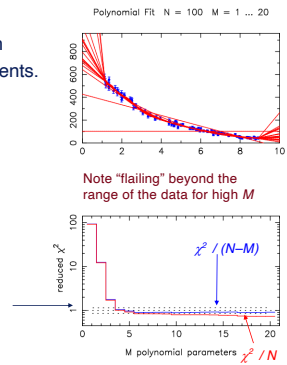 Polynomial Fit N = 100 M = 1 ... 20
ents.
800
600
400
200
0
0 2 4 6 8 10
Note "flailing" beyond the
range of the data for high M
100
10
1
reduced χ²
χ² / (N–M)
0 5 10 15 20
M polynomial parameters
χ² / N